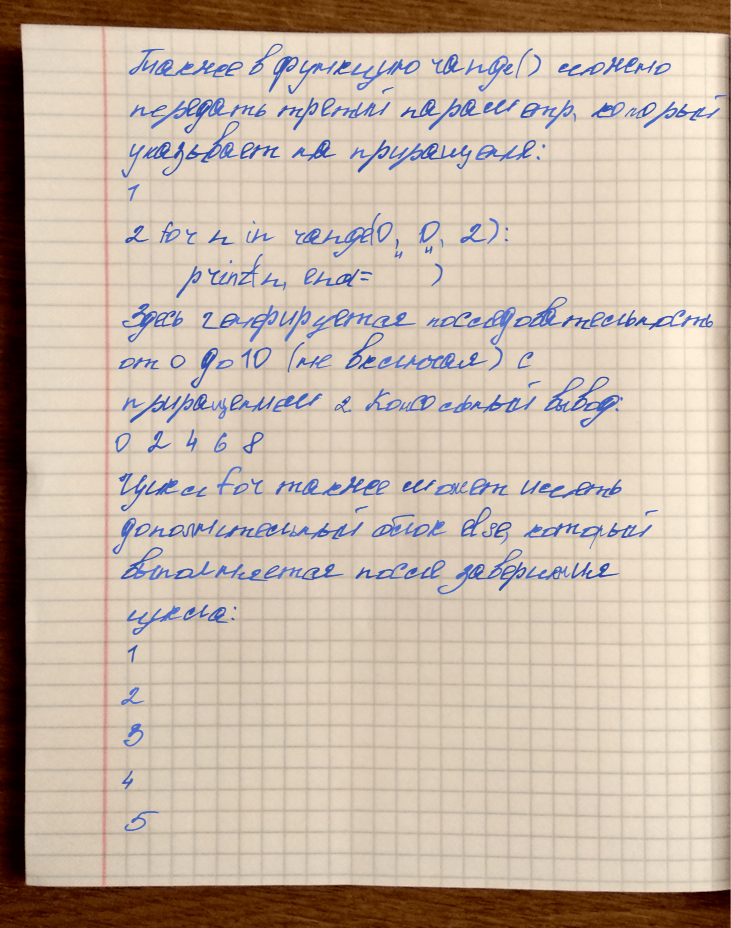 Также в функцию range() можно
передать третий параметр, который
указывает на приращения:
1
2 for n in range(0, 10, 2):
print(n, end=" ")
Здесь генерируется последовательность
от 0 до 10 (не включая) с
приращением 2. Консольный вывод:
0 2 4 6 8
Цикл for также может иметь
дополнительный блок else, который
выполняется после завершения
цикла:
1
2
3
4
5